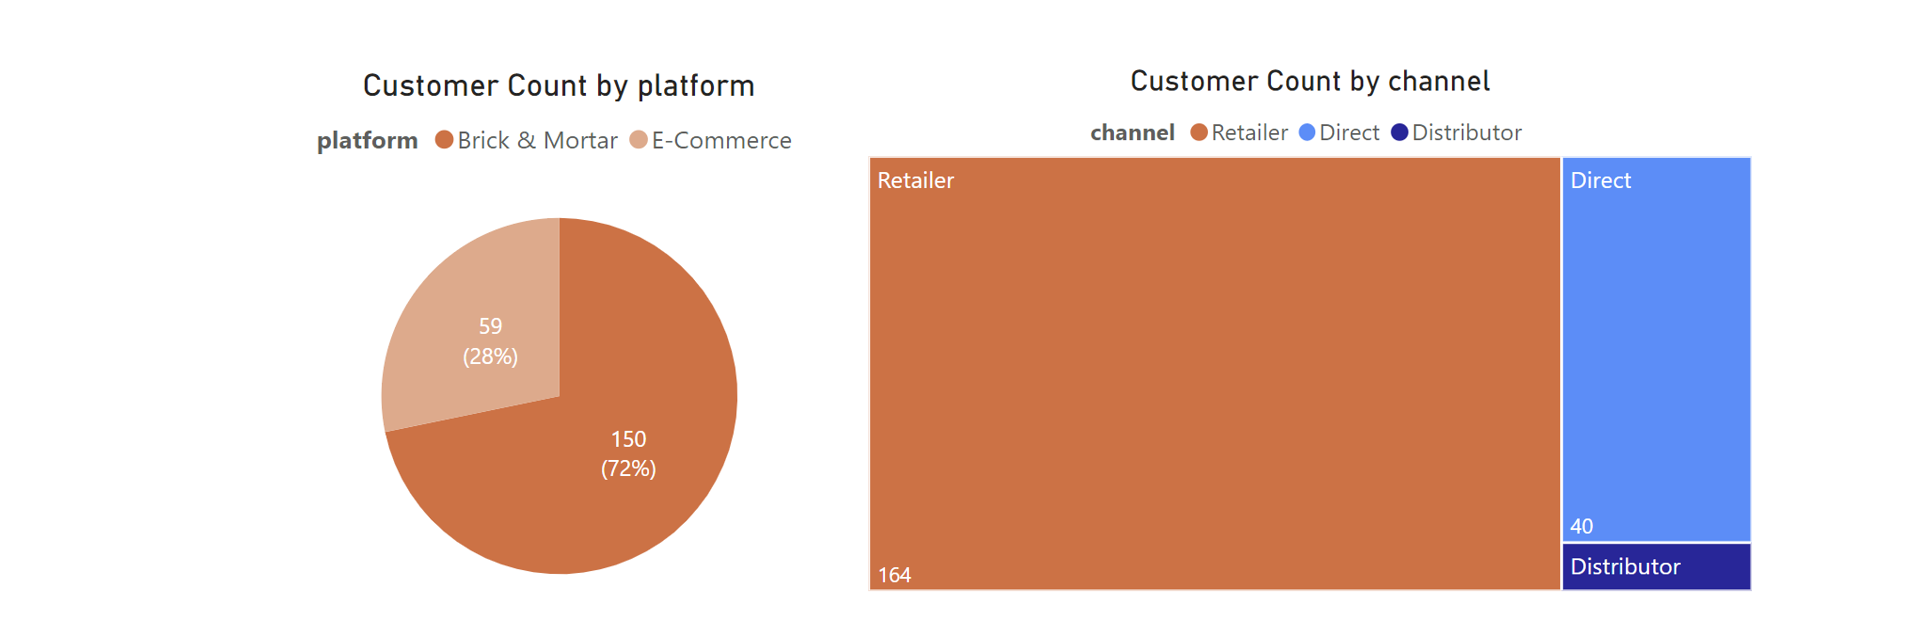 Customer Count by platform
platform Brick & Mortar E-Commerce
59
(28%)
150
(72%)
Customer Count by channel
channel Retailer Direct Distributor
Retailer
164
Direct
40
Distributor